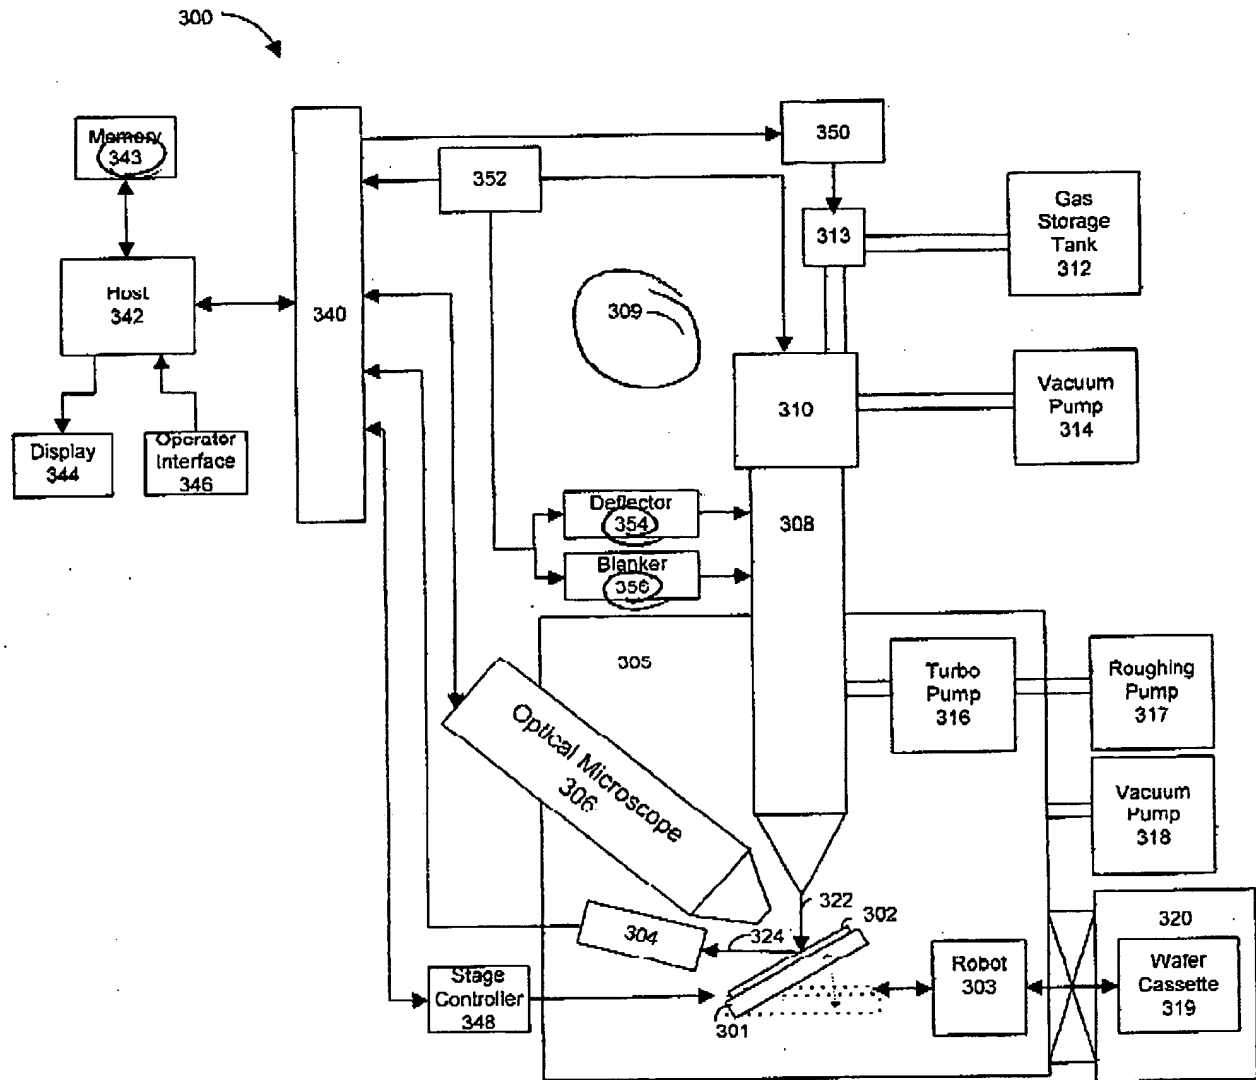 300
Memory
343
350
352
Gas
Storage
Tank
312
313
Host
342
340
309
310
Vacuum
Pump
314
Display
344
Operator
Interface
346
Deflector
354
308
Blanker
356
305
Turbo
Pump
316
Roughing
Pump
317
Optical Microscope
306
Vacuum
Pump
318
322
302
304
324
320
Robot
303
Wafer
Cassette
319
Stage
Controller
348
301